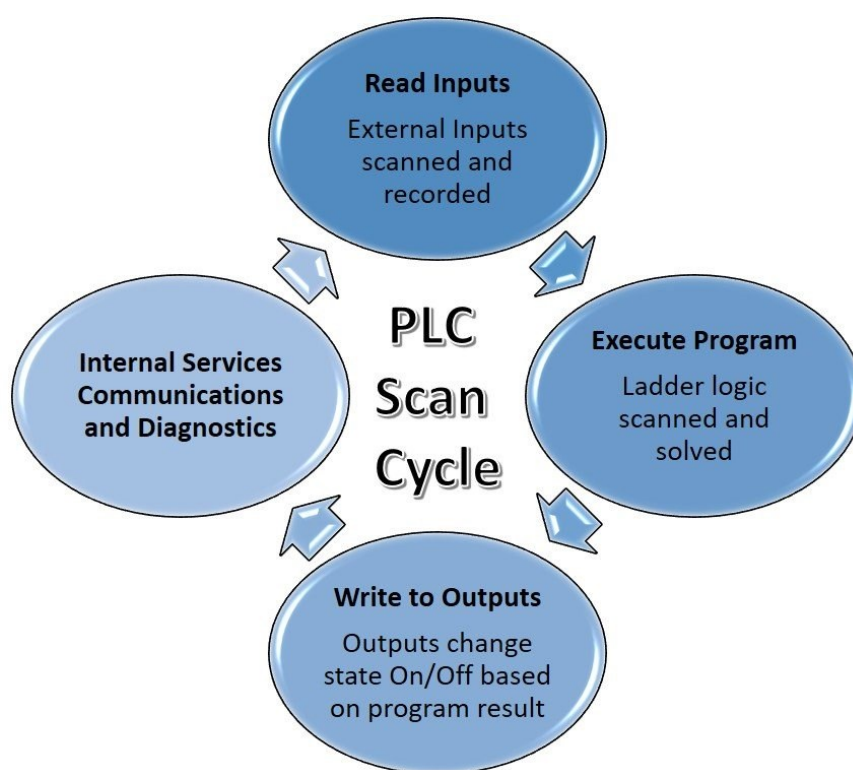 Read Inputs
External Inputs
scanned and
recorded
PLC
Scan
Cycle
Execute Program
Ladder logic
scanned and
solved
Write to Outputs
Outputs change
state On/Off based
on program result
Internal Services
Communications
and Diagnostics